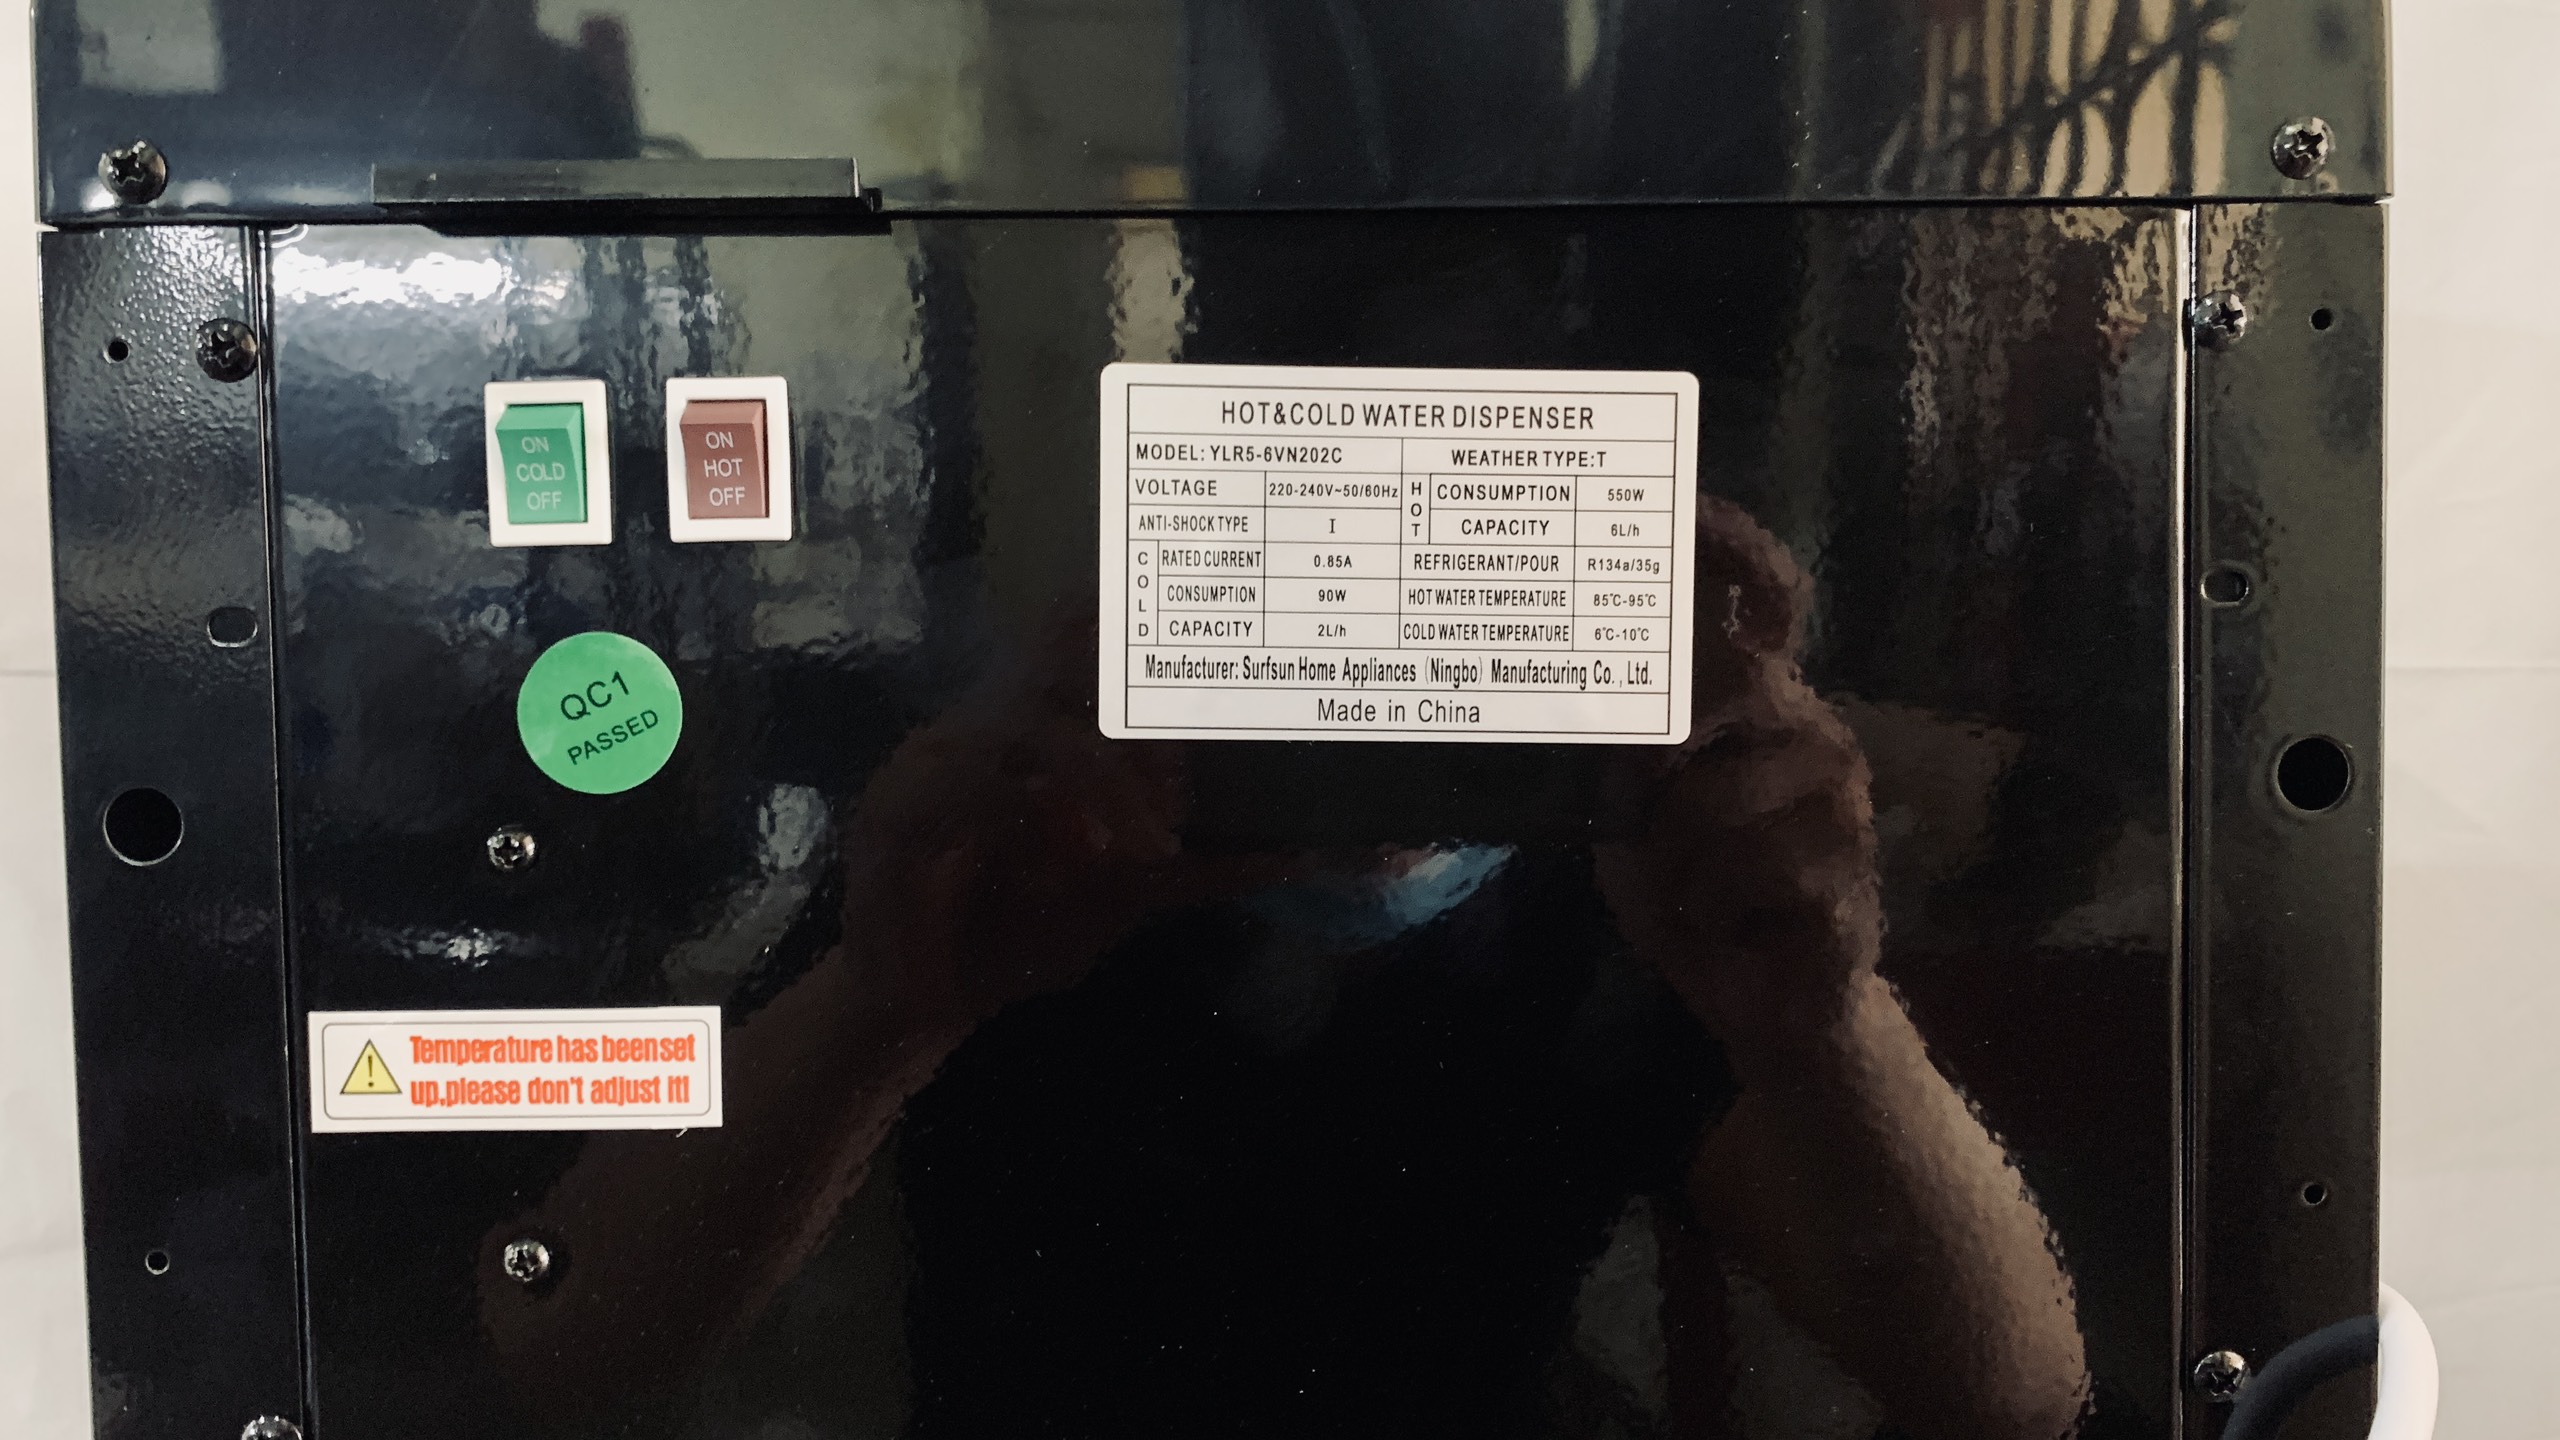 ON
COLD
OFF
ON
HOT
OFF
HOT&COLD WATER DISPENSER
MODEL: YLR5-6VN202C WEATHER TYPE:T
VOLTAGE 220-240V~50/60Hz HOT CONSUMPTION 550W
ANTI-SHOCK TYPE I CAPACITY 6L/h
COLD RATED CURRENT 0.85A REFRIGERANT/POUR R134a/35g
CONSUMPTION 90W HOT WATER TEMPERATURE 85℃-95℃
CAPACITY 2L/h COLD WATER TEMPERATURE 6℃-10℃
Manufacturer: Surfsun Home Appliances (Ningbo) Manufacturing Co., Ltd.
Made in China
QC1
PASSED
Temperature has been set
up,please don't adjust it!